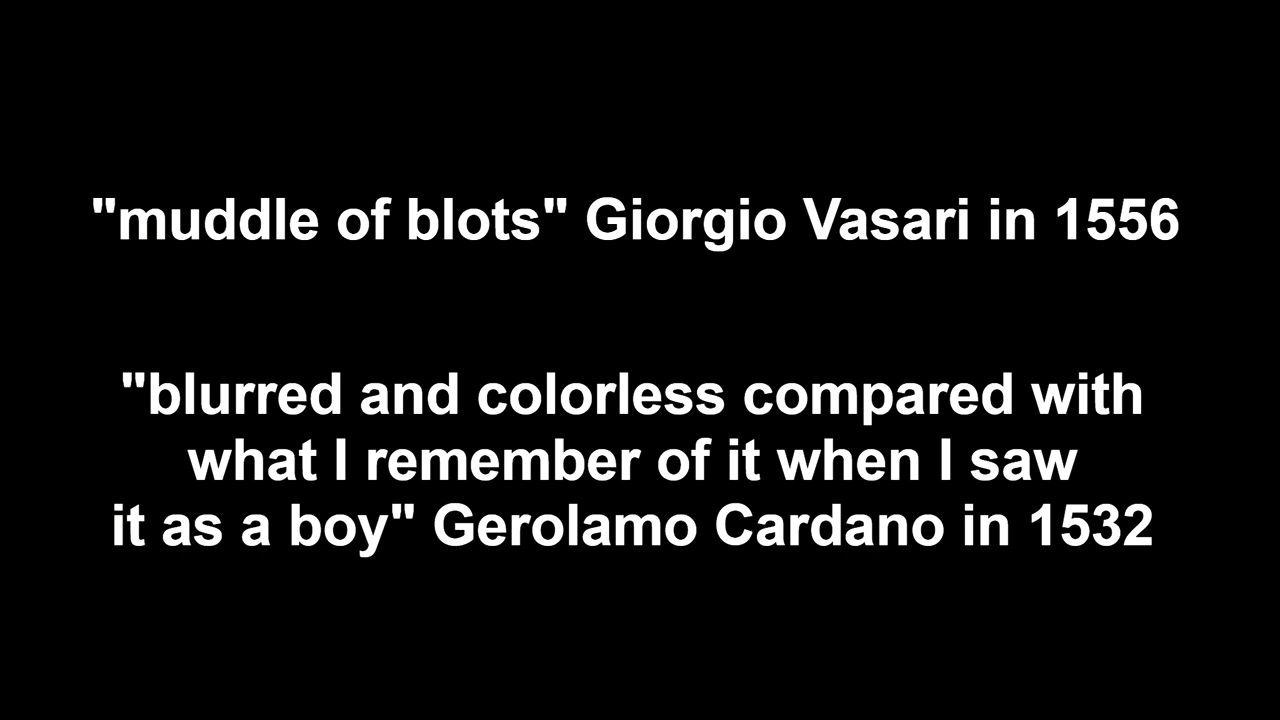 "muddle of blots" Giorgio Vasari in 1556
"blurred and colorless compared with
what I remember of it when I saw
it as a boy" Gerolamo Cardano in 1532